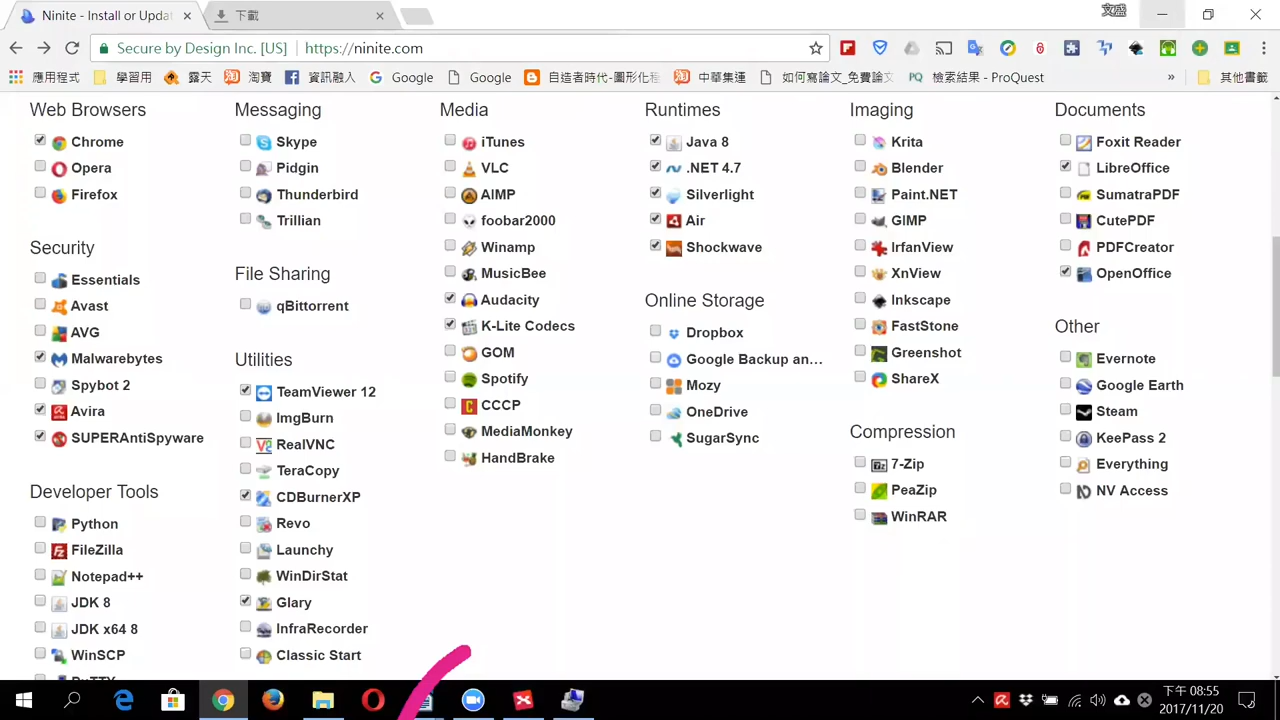 Ninite - Install or Updat
下載
文盛
Secure by Design Inc. [US]
https://ninite.com
應用程式
學習用
露天
淘寶
資訊融入
Google
Google
自造者時代-圖形化程
中華集運
如何寫論文_免費論文
檢索結果 - ProQuest
»
其他書籤
Web Browsers
Chrome
Opera
Firefox
Security
Essentials
Avast
AVG
Malwarebytes
Spybot 2
Avira
SUPERAntiSpyware
Developer Tools
Python
FileZilla
Notepad++
JDK 8
JDK x64 8
WinSCP
PuTTY
Messaging
Skype
Pidgin
Thunderbird
Trillian
File Sharing
qBittorrent
Utilities
TeamViewer 12
ImgBurn
RealVNC
TeraCopy
CDBurnerXP
Revo
Launchy
WinDirStat
Glary
InfraRecorder
Classic Start
Media
iTunes
VLC
AIMP
foobar2000
Winamp
MusicBee
Audacity
K-Lite Codecs
GOM
Spotify
CCCP
MediaMonkey
HandBrake
Runtimes
Java 8
.NET 4.7
Silverlight
Air
Shockwave
Online Storage
Dropbox
Google Backup an...
Mozy
OneDrive
SugarSync
Imaging
Krita
Blender
Paint.NET
GIMP
IrfanView
XnView
Inkscape
FastStone
Greenshot
ShareX
Compression
7-Zip
PeaZip
WinRAR
Documents
Foxit Reader
LibreOffice
SumatraPDF
CutePDF
PDFCreator
OpenOffice
Other
Evernote
Google Earth
Steam
KeePass 2
Everything
NV Access
下午 08:55
2017/11/20